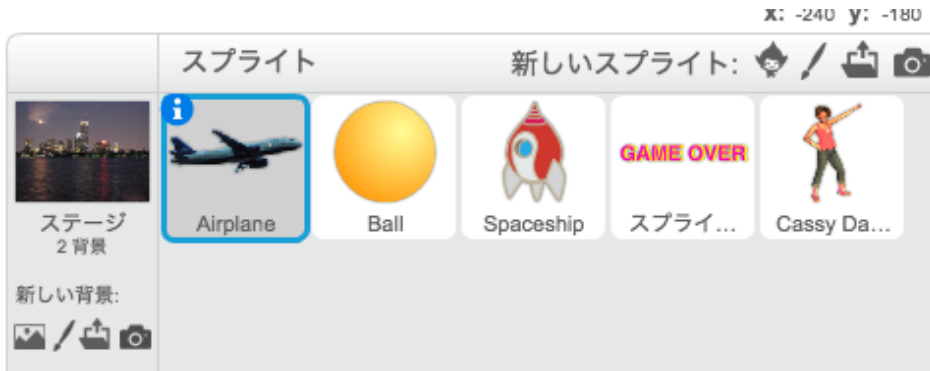 x: -240 y: -180
スプライト 新しいスプライト:
Airplane Ball Spaceship GAME OVER スプライ... Cassy Da...
ステージ
2 背景
新しい背景: